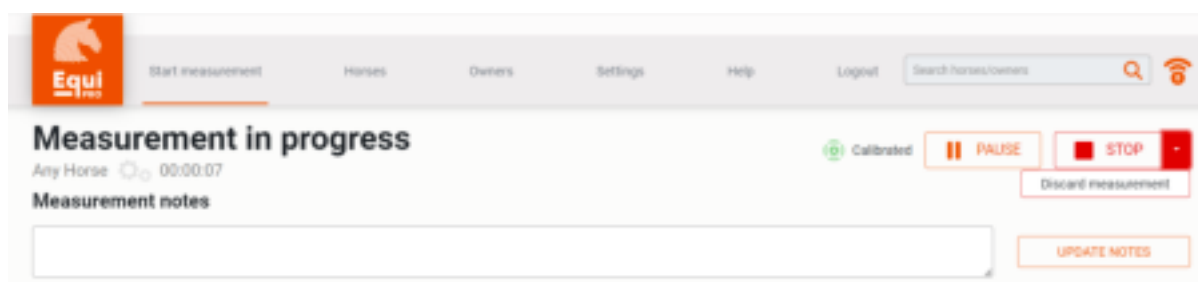 Equi
PRO
Start measurement Horses Owners Settings Help Logout Search horses/owners
Measurement in progress
Calibrated PAUSE STOP
Any Horse 00:00:07
Discard measurement
Measurement notes
UPDATE NOTES